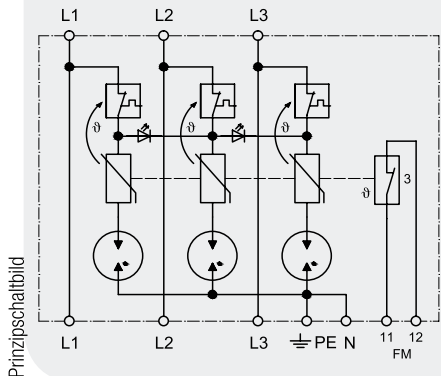 L1 L2 L3
ϑ ϑ ϑ
ϑ 3
L1 L2 L3 PE N 11 12
FM
Prinzipschaltbild